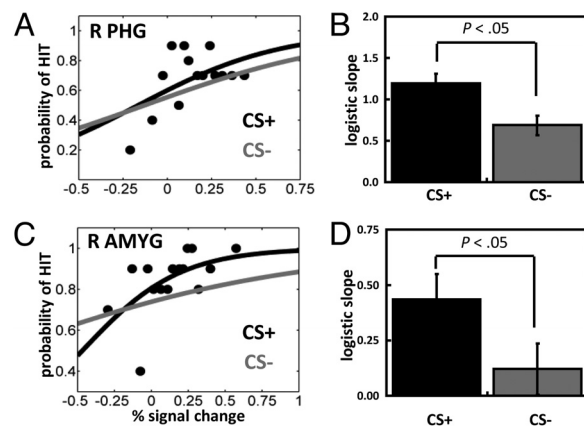 A
R PHG
probability of HIT
1
0.8
0.6
0.4
0.2
CS+
CS-
-0.5
-0.25
0
0.25
0.5
0.75
B
logistic slope
1.8
1.5
1.0
0.5
0.0
P < .05
CS+
CS-
C
R AMYG
probability of HIT
1
0.8
0.6
0.4
CS+
CS-
-0.5
-0.25
0
0.25
0.5
0.75
1
% signal change
D
logistic slope
0.75
0.50
0.25
0.00
P < .05
CS+
CS-